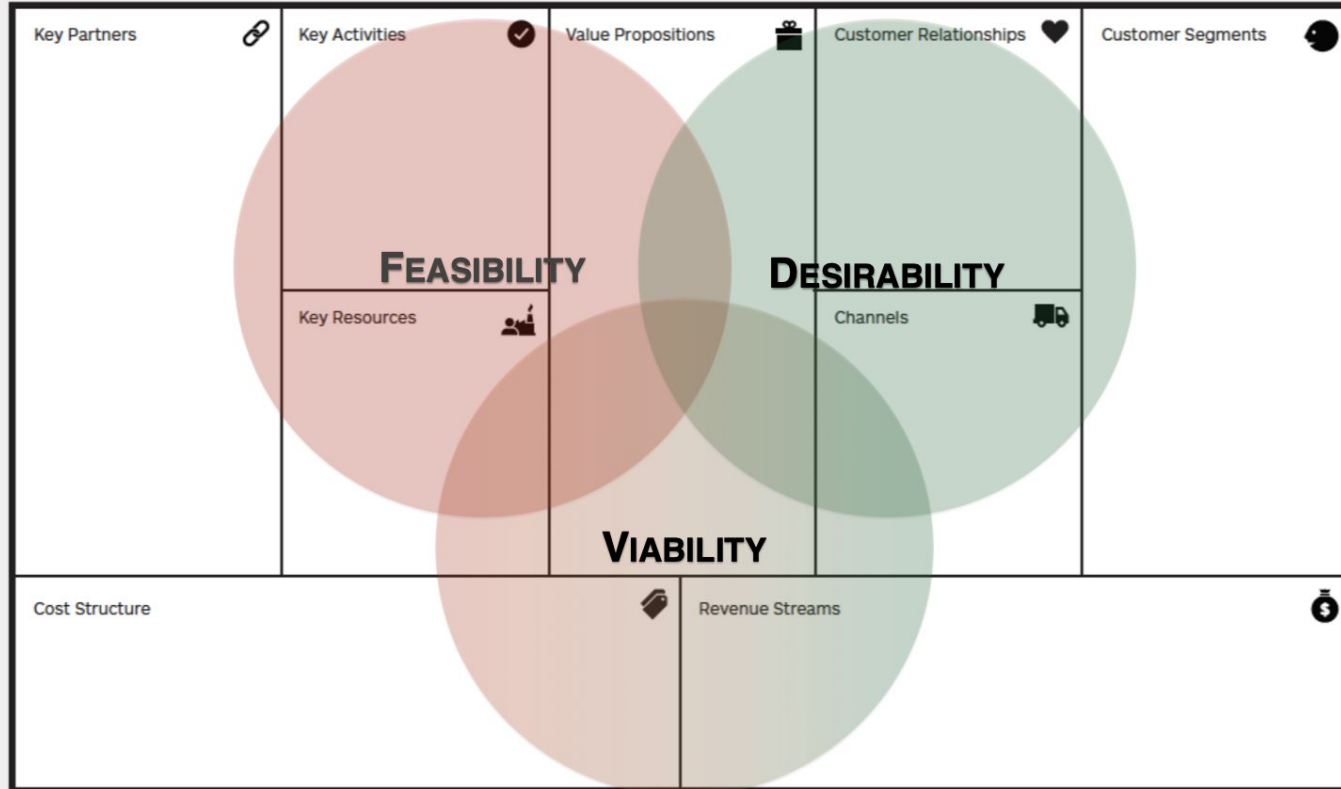 Key Partners
Key Activities
Value Propositions
Customer Relationships
Customer Segments
FEASIBILITY
DESIRABILITY
Key Resources
Channels
VIABILITY
Cost Structure
Revenue Streams
$